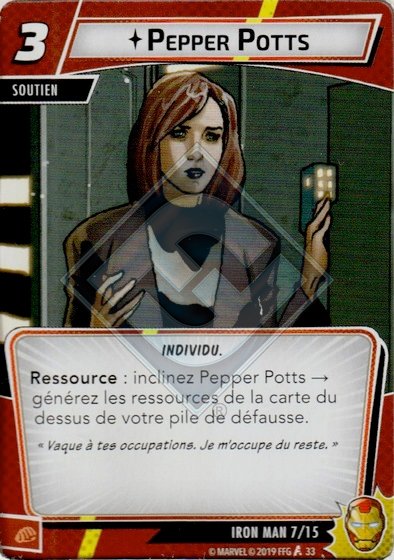 3
PEPPER POTTS
SOUTIEN
INDIVIDU.
Ressource : inclinez Pepper Potts →
générez les ressources de la carte du
dessus de votre pile de défausse.
« Vaque à tes occupations. Je m'occupe du reste. »
®
IRON MAN 7/15
© MARVEL © 2019 FFG 33